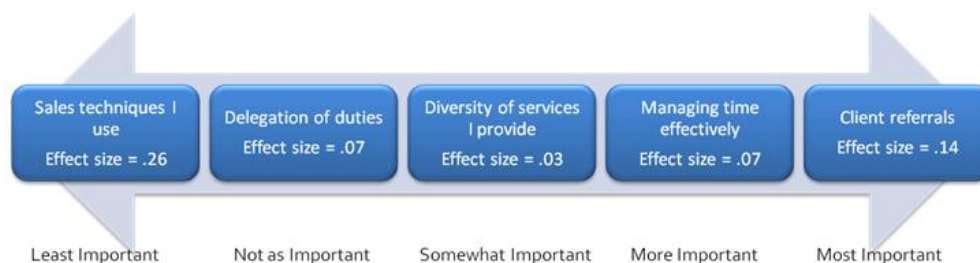 Sales techniques I
use
Effect size = .26
Delegation of duties
Effect size = .07
Diversity of services
I provide
Effect size = .03
Managing time
effectively
Effect size = .07
Client referrals
Effect size = .14
Least Important
Not as Important
Somewhat Important
More Important
Most Important